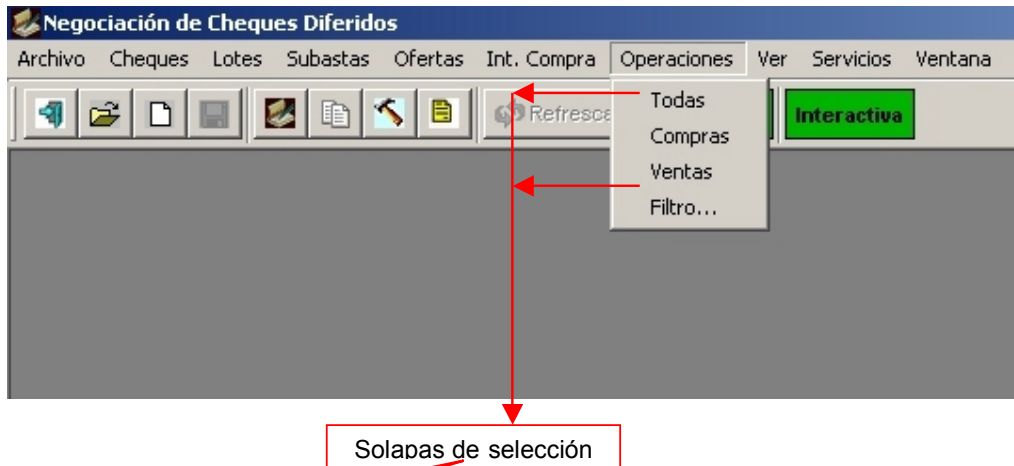 Negociación de Cheques Diferidos
Archivo Cheques Lotes Subastas Ofertas Int. Compra Operaciones Ver Servicios Ventana
Refresca Interactiva
Todas
Compras
Ventas
Filtro...
Solapas de selección